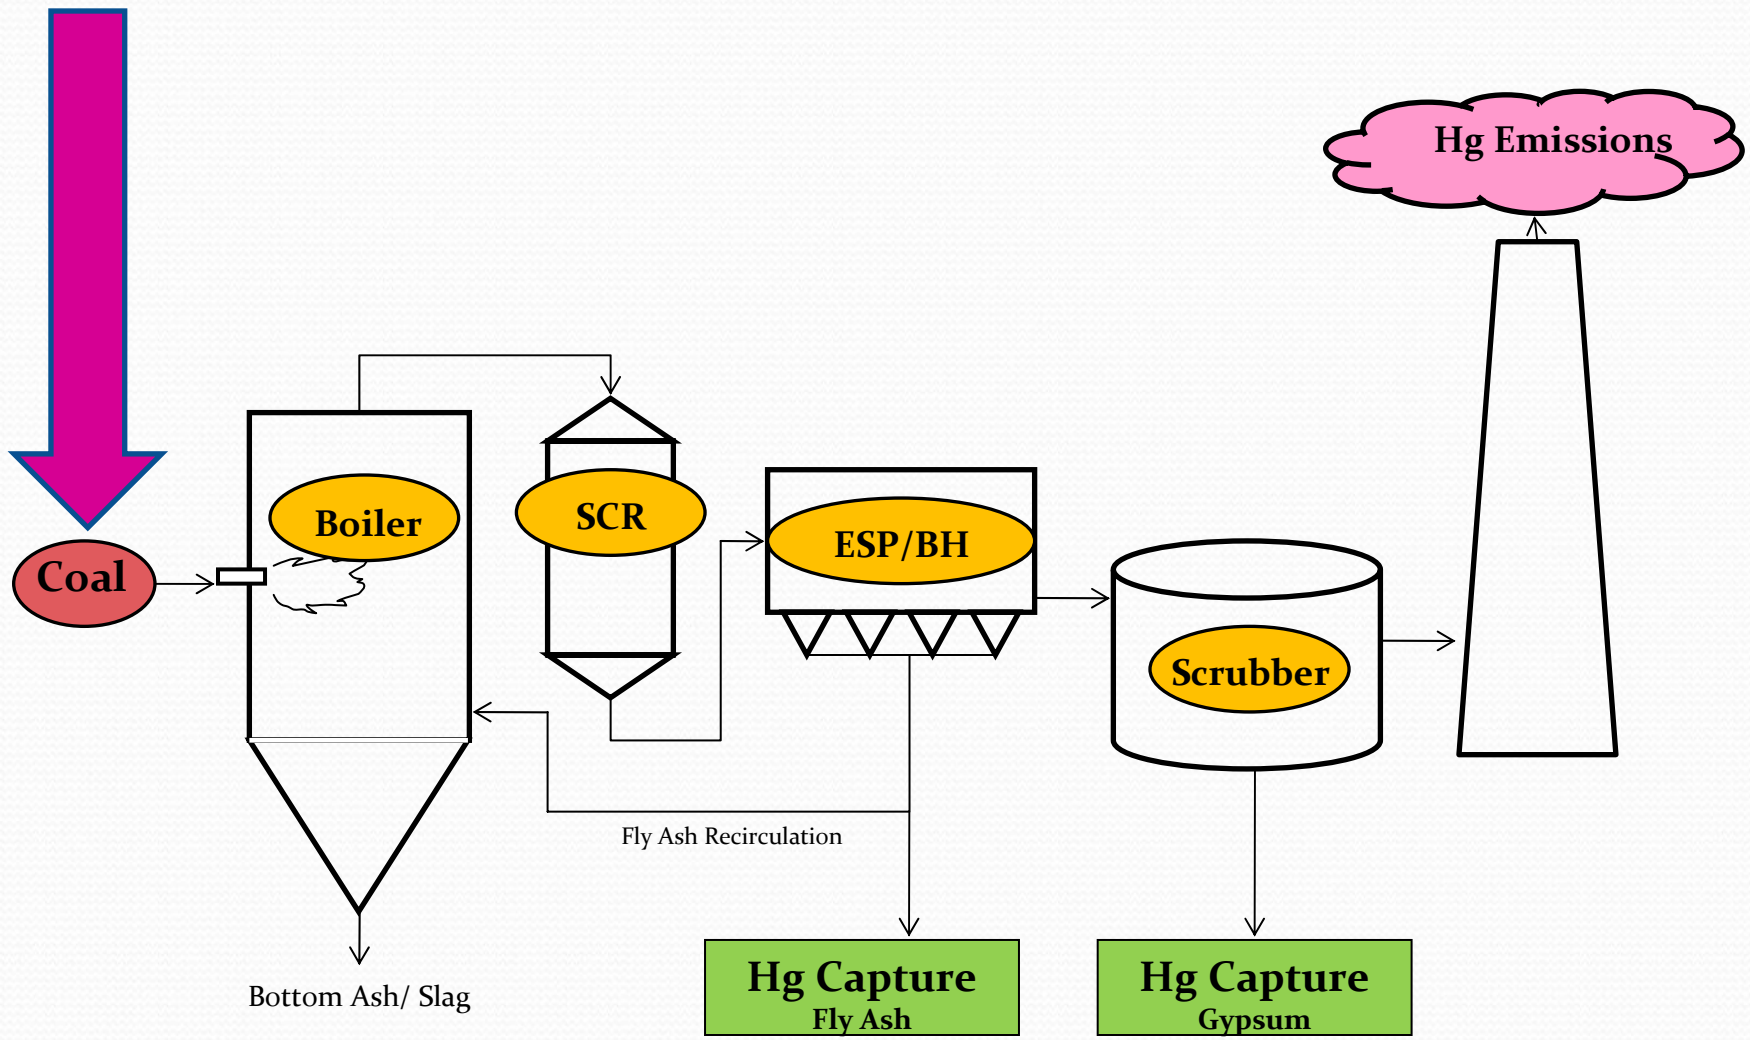 Hg Emissions
Boiler
SCR
ESP/BH
Coal
Scrubber
Fly Ash Recirculation
Bottom Ash/ Slag
Hg Capture
Fly Ash
Hg Capture
Gypsum